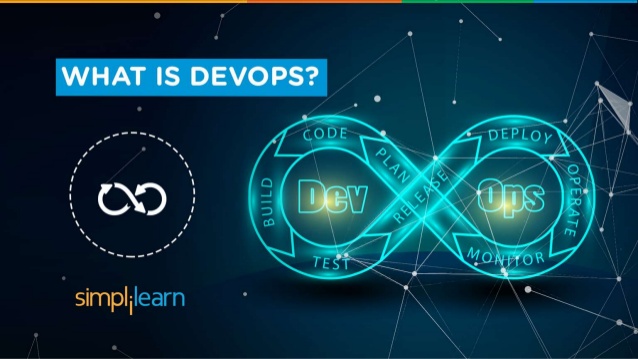 WHAT IS DEVOPS?
CODE
PLAN
BUILD
Dev
TEST
RELEASE
DEPLOY
Ops
OPERATE
MONITOR
simplilearn